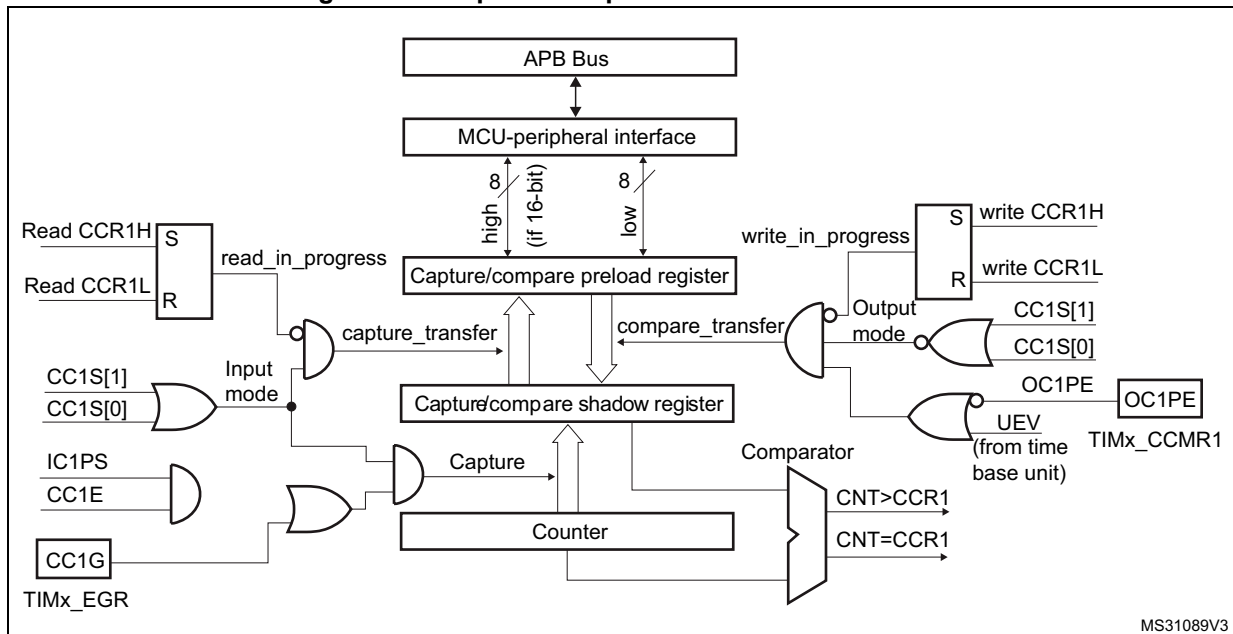 APB Bus
MCU-peripheral interface
8
high
(if 16-bit)
8
low
Read CCR1H
S
read_in_progress
Read CCR1L
R
write_in_progress
S
write CCR1H
R
write CCR1L
Capture/compare preload register
capture_transfer
compare_transfer
Output
mode
CC1S[1]
CC1S[0]
CC1S[1]
CC1S[0]
Input
mode
Capture/compare shadow register
OC1PE
OC1PE
UEV
(from time
base unit)
TIMx_CCMR1
IC1PS
CC1E
Capture
Comparator
CNT>CCR1
CNT=CCR1
Counter
CC1G
TIMx_EGR
MS31089V3